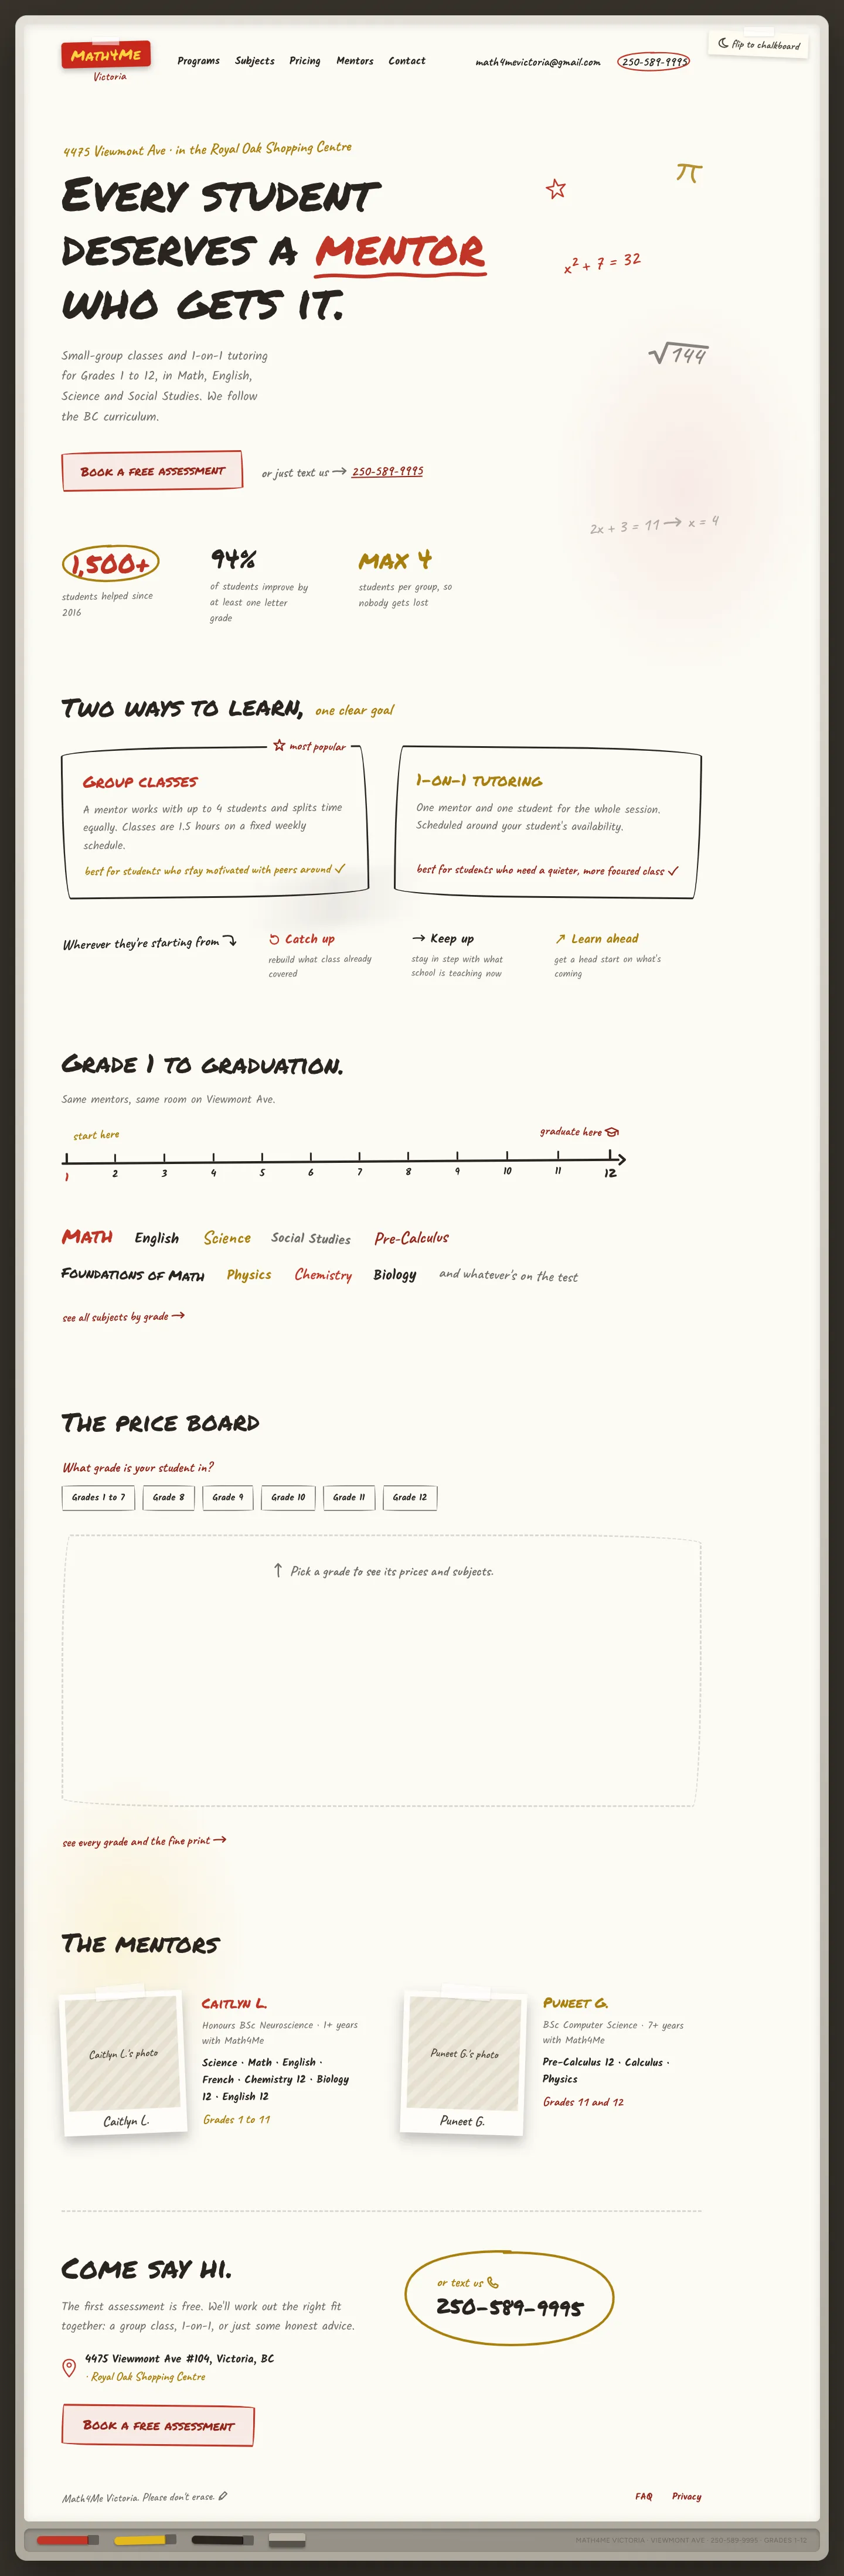 Math4Me
Victoria
Programs Subjects Pricing Mentors Contact
math4mevictoria@gmail.com
250-589-9995
flip to chalkboard
4475 Viewmont Ave · in the Royal Oak Shopping Centre
Every student
deserves a mentor
who gets it.
π
x² + 7 = 32
√144
2x + 3 = 11 → x = 4
Small-group classes and 1-on-1 tutoring
for Grades 1 to 12, in Math, English,
Science and Social Studies. We follow
the BC curriculum.
Book a free assessment
or just text us → 250-589-9995
1,500+
students helped since
2016
94%
of students improve by
at least one letter
grade
max 4
students per group, so
nobody gets lost
Two ways to learn, one clear goal
most popular
Group classes
A mentor works with up to 4 students and splits time
equally. Classes are 1.5 hours on a fixed weekly
schedule.
best for students who stay motivated with peers around ✓
1-on-1 tutoring
One mentor and one student for the whole session.
Scheduled around your student's availability.
best for students who need a quieter, more focused class ✓
Wherever they're starting from
Catch up
rebuild what class already
covered
→ Keep up
stay in step with what
school is teaching now
↗ Learn ahead
get a head start on what's
coming
Grade 1 to graduation.
Same mentors, same room on Viewmont Ave.
start here
graduate here
1 2 3 4 5 6 7 8 9 10 11 12
Math English Science Social Studies Pre-Calculus
Foundations of Math Physics Chemistry Biology and whatever's on the test
see all subjects by grade →
The price board
What grade is your student in?
Grades 1 to 7 Grade 8 Grade 9 Grade 10 Grade 11 Grade 12
↑ Pick a grade to see its prices and subjects.
see every grade and the fine print →
The mentors
Caitlyn L.'s photo
Caitlyn L.
Caitlyn L.
Honours BSc Neuroscience · 1+ years
with Math4Me
Science · Math · English ·
French · Chemistry 12 · Biology
12 · English 12
Grades 1 to 11
Puneet G.'s photo
Puneet G.
Puneet G.
BSc Computer Science · 7+ years
with Math4Me
Pre-Calculus 12 · Calculus ·
Physics
Grades 11 and 12
Come say hi.
The first assessment is free. We'll work out the right fit
together: a group class, 1-on-1, or just some honest advice.
4475 Viewmont Ave #104, Victoria, BC
· Royal Oak Shopping Centre
Book a free assessment
or text us
250-589-9995
Math4Me Victoria. Please don't erase.
FAQ Privacy
MATH4ME VICTORIA · VIEWMONT AVE · 250-589-9995 · GRADES 1–12